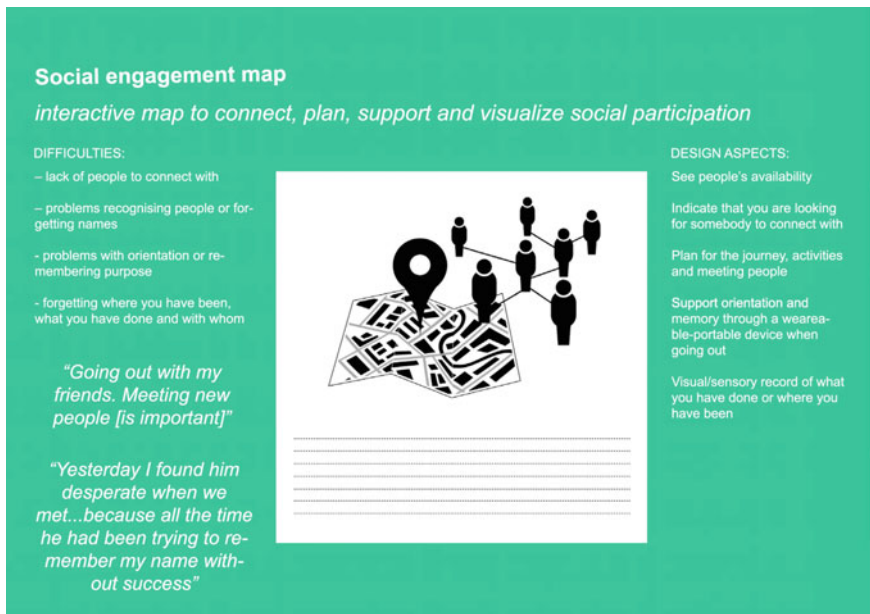 Social engagement map
interactive map to connect, plan, support and visualize social participation
DIFFICULTIES:
– lack of people to connect with
– problems recognising people or for-
getting names
- problems with orientation or re-
membering purpose
- forgetting where you have been,
what you have done and with whom
“Going out with my
friends. Meeting new
people [is important]”
“Yesterday I found him
desperate when we
met...because all the time
he had been trying to re-
member my name with-
out success”
DESIGN ASPECTS:
See people’s availability
Indicate that you are looking
for somebody to connect with
Plan for the journey, activities
and meeting people
Support orientation and
memory through a wearea-
ble-portable device when
going out
Visual/sensory record of what
you have done or where you
have been